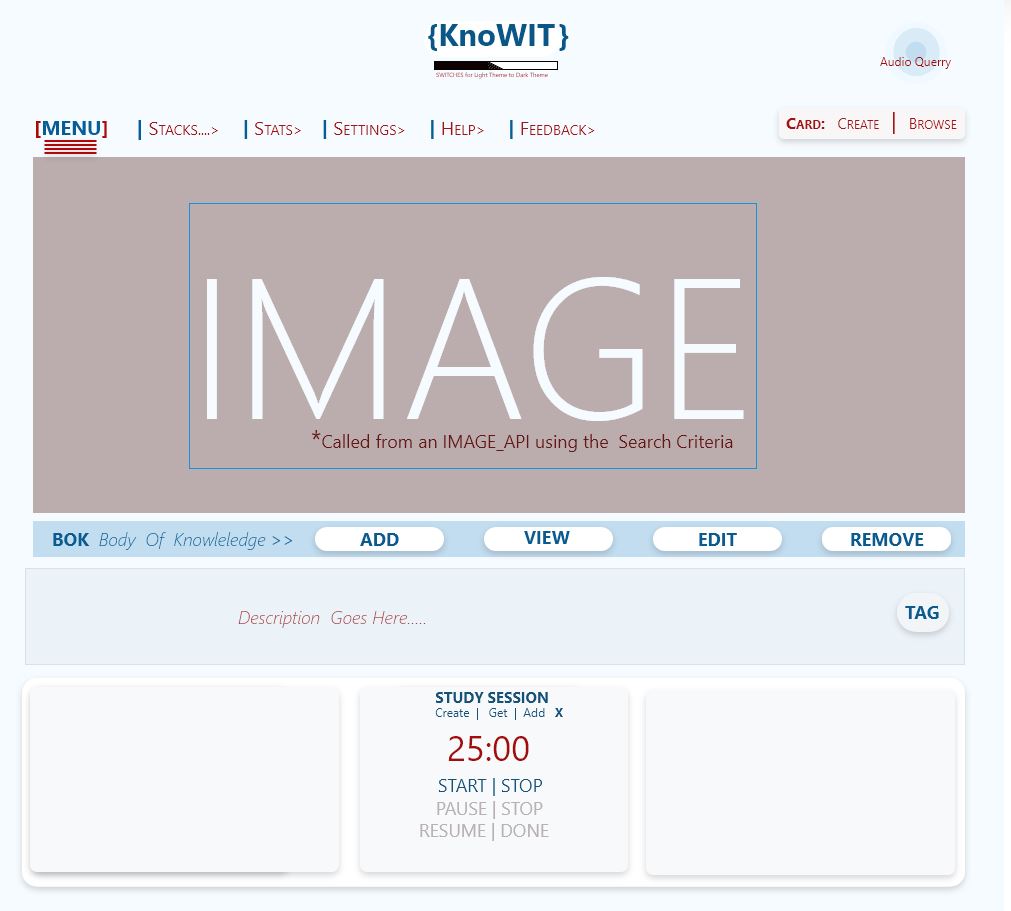 {KnoWIT}
SWITCHES for Light Theme to Dark Theme
Audio Querry
[MENU] | Stacks....> | Stats> | Settings> | Help> | Feedback>
Card: Create | Browse
IMAGE
*Called from an IMAGE_API using the Search Criteria
BOK Body Of Knowleledge >> ADD VIEW EDIT REMOVE
Description Goes Here.....
TAG
STUDY SESSION
Create | Get | Add X
25:00
START | STOP
PAUSE | STOP
RESUME | DONE